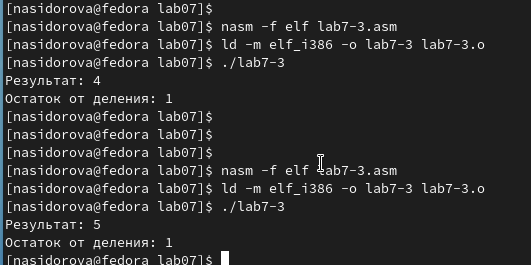 [nasidorova@fedora lab07]$
[nasidorova@fedora lab07]$ nasm -f elf lab7-3.asm
[nasidorova@fedora lab07]$ ld -m elf_i386 -o lab7-3 lab7-3.o
[nasidorova@fedora lab07]$ ./lab7-3
Результат: 4
Остаток от деления: 1
[nasidorova@fedora lab07]$
[nasidorova@fedora lab07]$
[nasidorova@fedora lab07]$
[nasidorova@fedora lab07]$ nasm -f elf lab7-3.asm
[nasidorova@fedora lab07]$ ld -m elf_i386 -o lab7-3 lab7-3.o
[nasidorova@fedora lab07]$ ./lab7-3
Результат: 5
Остаток от деления: 1
[nasidorova@fedora lab07]$